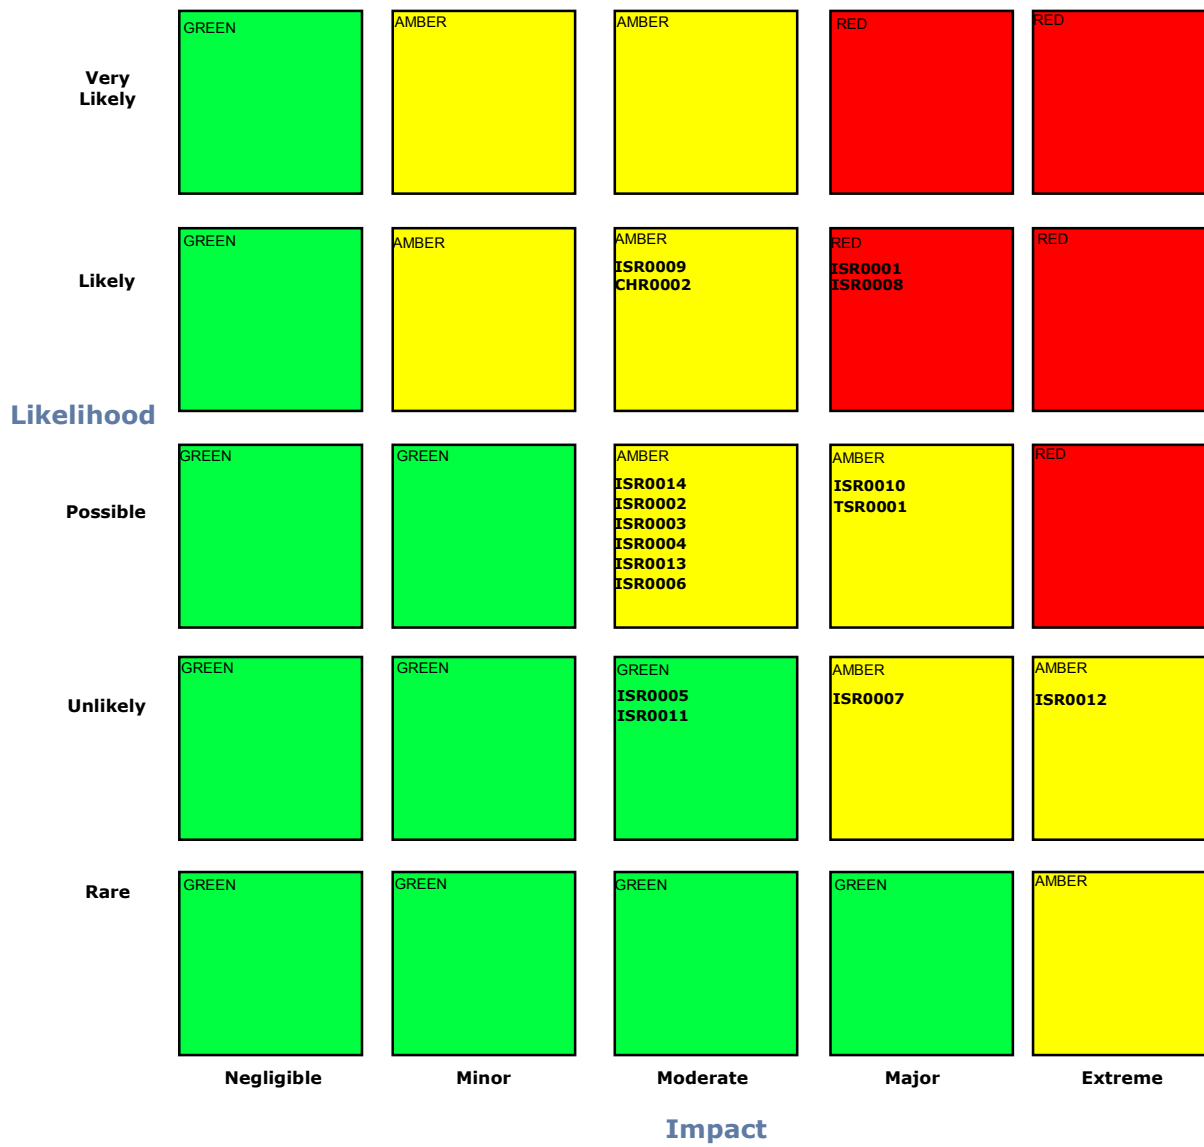 GREEN
AMBER
AMBER
RED
RED
Very
Likely
GREEN
AMBER
AMBER
ISR0009
CHR0002
RED
ISR0001
ISR0008
RED
Likely
Likelihood
GREEN
GREEN
AMBER
ISR0014
ISR0002
ISR0003
ISR0004
ISR0013
ISR0006
AMBER
ISR0010
TSR0001
RED
Possible
GREEN
GREEN
GREEN
ISR0005
ISR0011
AMBER
ISR0007
AMBER
ISR0012
Unlikely
GREEN
GREEN
GREEN
GREEN
AMBER
Rare
Negligible
Minor
Moderate
Major
Extreme
Impact